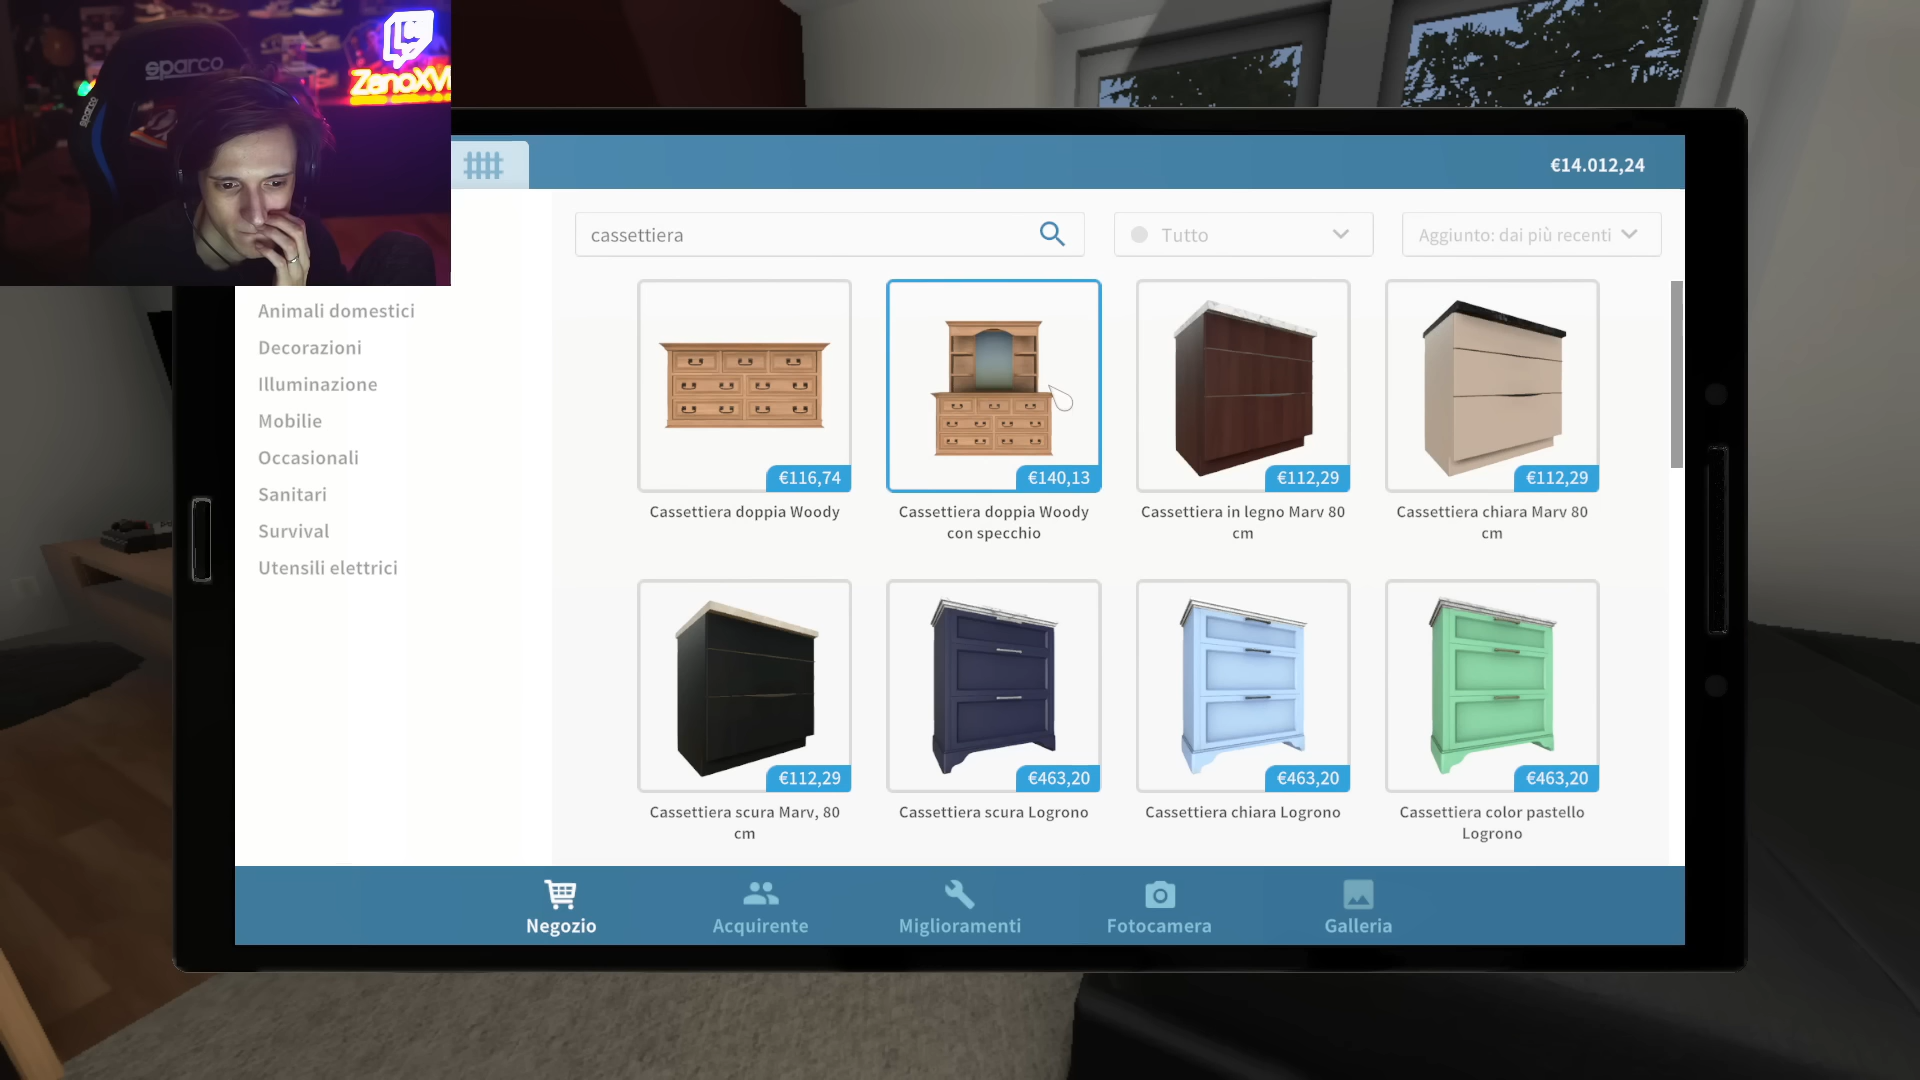 sparco
sparco
ZenoXV
€14.012,24
cassettiera
Tutto
Aggiunto: dai più recenti
Animali domestici
Decorazioni
Illuminazione
Mobilie
Occasionali
Sanitari
Survival
Utensili elettrici
€116,74
€140,13
€112,29
€112,29
Cassettiera doppia Woody
Cassettiera doppia Woody
con specchio
Cassettiera in legno Marv 80
cm
Cassettiera chiara Marv 80
cm
€112,29
€463,20
€463,20
€463,20
Cassettiera scura Marv, 80
cm
Cassettiera scura Logrono
Cassettiera chiara Logrono
Cassettiera color pastello
Logrono
Negozio
Acquirente
Miglioramenti
Fotocamera
Galleria